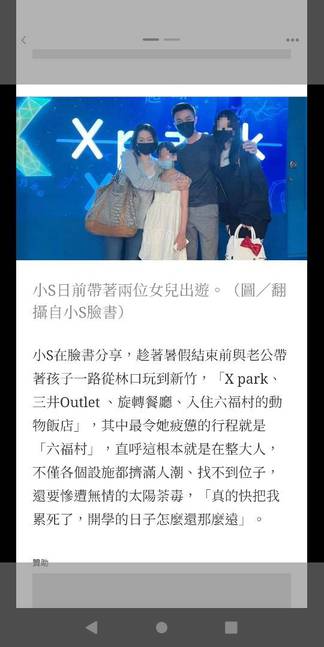 Xpark
小S日前帶著兩位女兒出遊。（圖／翻
攝自小S臉書）
小S在臉書分享，趁著暑假結束前與老公帶
著孩子一路從林口玩到新竹，「X park、
三井Outlet 、旋轉餐廳、入住六福村的動
物飯店」，其中最令她疲憊的行程就是
「六福村」，直呼這根本就是在整大人，
不僅各個設施都擠滿人潮、找不到位子，
還要慘遭無情的太陽荼毒，「真的快把我
累死了，開學的日子怎麼還那麼遠」。
贊助